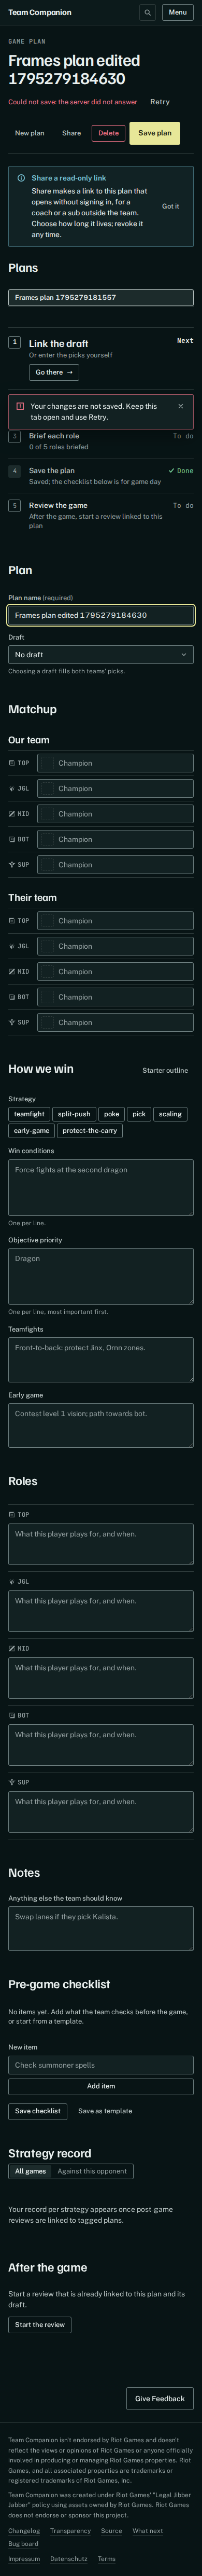 Team Companion
Menu
GAME PLAN
Frames plan edited
1795279184630
Could not save: the server did not answer
Retry
New plan
Share
Delete
Save plan
Share a read-only link
Share makes a link to this plan that
opens without signing in, for a
coach or a sub outside the team.
Choose how long it lives; revoke it
any time.
Got it
Plans
Frames plan 1795279181557
1
Link the draft
Next
Or enter the picks yourself
Go there →
Your changes are not saved. Keep this
tab open and use Retry.
3
Brief each role
To do
0 of 5 roles briefed
4
Save the plan
Done
Saved; the checklist below is for game day
5
Review the game
To do
After the game, start a review linked to this
plan
Plan
Plan name (required)
Frames plan edited 1795279184630
Draft
No draft
Choosing a draft fills both teams' picks.
Matchup
Our team
TOP
Champion
JGL
Champion
MID
Champion
BOT
Champion
SUP
Champion
Their team
TOP
Champion
JGL
Champion
MID
Champion
BOT
Champion
SUP
Champion
How we win
Starter outline
Strategy
teamfight
split-push
poke
pick
scaling
early-game
protect-the-carry
Win conditions
Force fights at the second dragon
One per line.
Objective priority
Dragon
One per line, most important first.
Teamfights
Front-to-back: protect Jinx, Ornn zones.
Early game
Contest level 1 vision; path towards bot.
Roles
TOP
What this player plays for, and when.
JGL
What this player plays for, and when.
MID
What this player plays for, and when.
BOT
What this player plays for, and when.
SUP
What this player plays for, and when.
Notes
Anything else the team should know
Swap lanes if they pick Kalista.
Pre-game checklist
No items yet. Add what the team checks before the game,
or start from a template.
New item
Check summoner spells
Add item
Save checklist
Save as template
Strategy record
All games
Against this opponent
Your record per strategy appears once post-game
reviews are linked to tagged plans.
After the game
Start a review that is already linked to this plan and its
draft.
Start the review
Give Feedback
Team Companion isn't endorsed by Riot Games and doesn't
reflect the views or opinions of Riot Games or anyone officially
involved in producing or managing Riot Games properties. Riot
Games, and all associated properties are trademarks or
registered trademarks of Riot Games, Inc.
Team Companion was created under Riot Games' "Legal Jibber
Jabber" policy using assets owned by Riot Games. Riot Games
does not endorse or sponsor this project.
Changelog
Transparency
Source
What next
Bug board
Impressum
Datenschutz
Terms